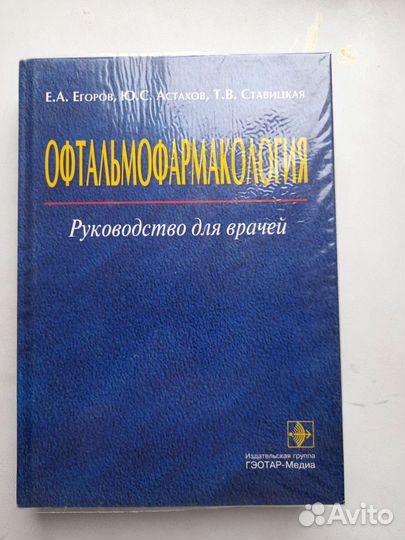 Е.А. Егоров, Ю.С. Астахов, Т.В. Ставицкая
ОФТАЛЬМОФАРМАКОЛОГИЯ
Руководство для врачей
Издательская группа
ГЭОТАР-Медиа
Avito